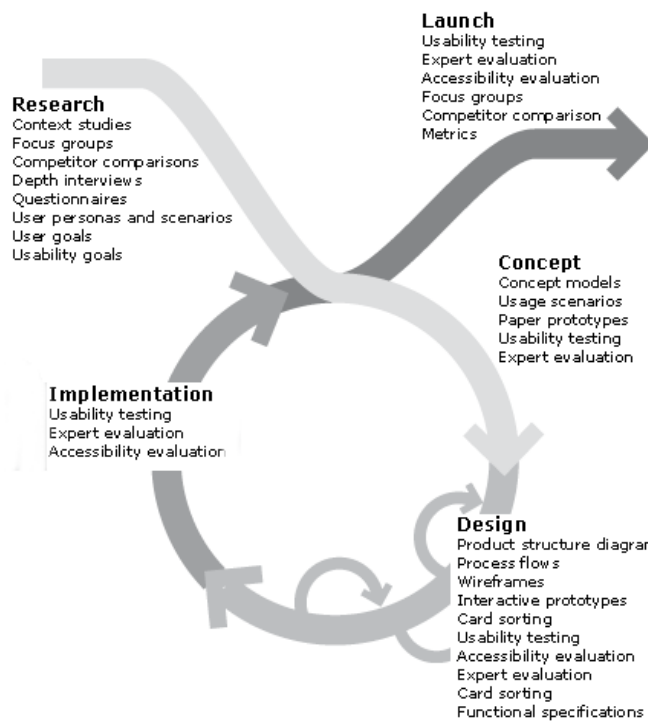 Launch
Usability testing
Expert evaluation
Accessibility evaluation
Focus groups
Competitor comparison
Metrics
Research
Context studies
Focus groups
Competitor comparisons
Depth interviews
Questionnaires
User personas and scenarios
User goals
Usability goals
Concept
Concept models
Usage scenarios
Paper prototypes
Usability testing
Expert evaluation
Implementation
Usability testing
Expert evaluation
Accessibility evaluation
Design
Product structure diagra
Process flows
Wireframes
Interactive prototypes
Card sorting
Usability testing
Accessibility evaluation
Expert evaluation
Card sorting
Functional specifications